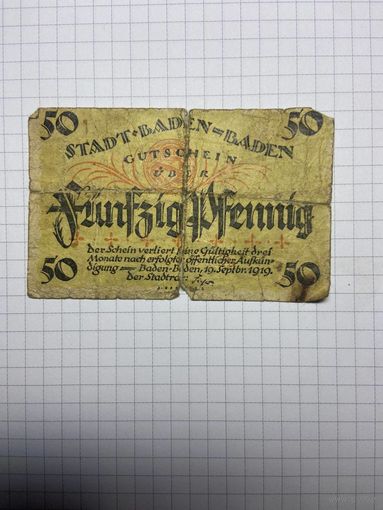 50 50
STADT·BADEN=BADEN
GUTSCHEIN
ÜBER
Fünfzig Pfennig
der Schein verliert seine Gültigkeit drei
Monate nach erfolgter öffentlicher Aufkün-
digung — Baden-Baden, 19. Septbr. 1919.
50 der Stadtrat 50